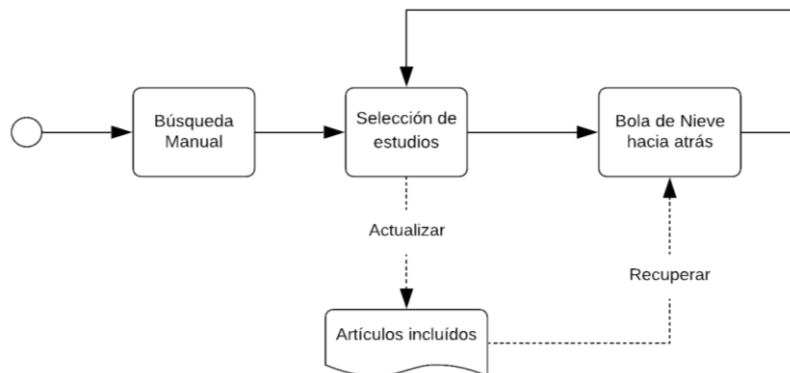 Búsqueda
Manual
Selección de
estudios
Bola de Nieve
hacia atrás
Actualizar
Recuperar
Artículos incluídos